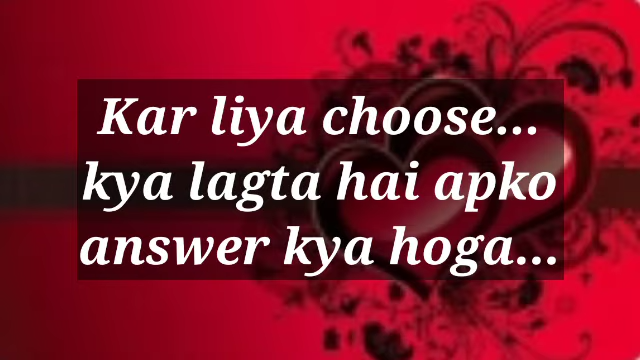 Kar liya choose...
kya lagta hai apko
answer kya hoga...